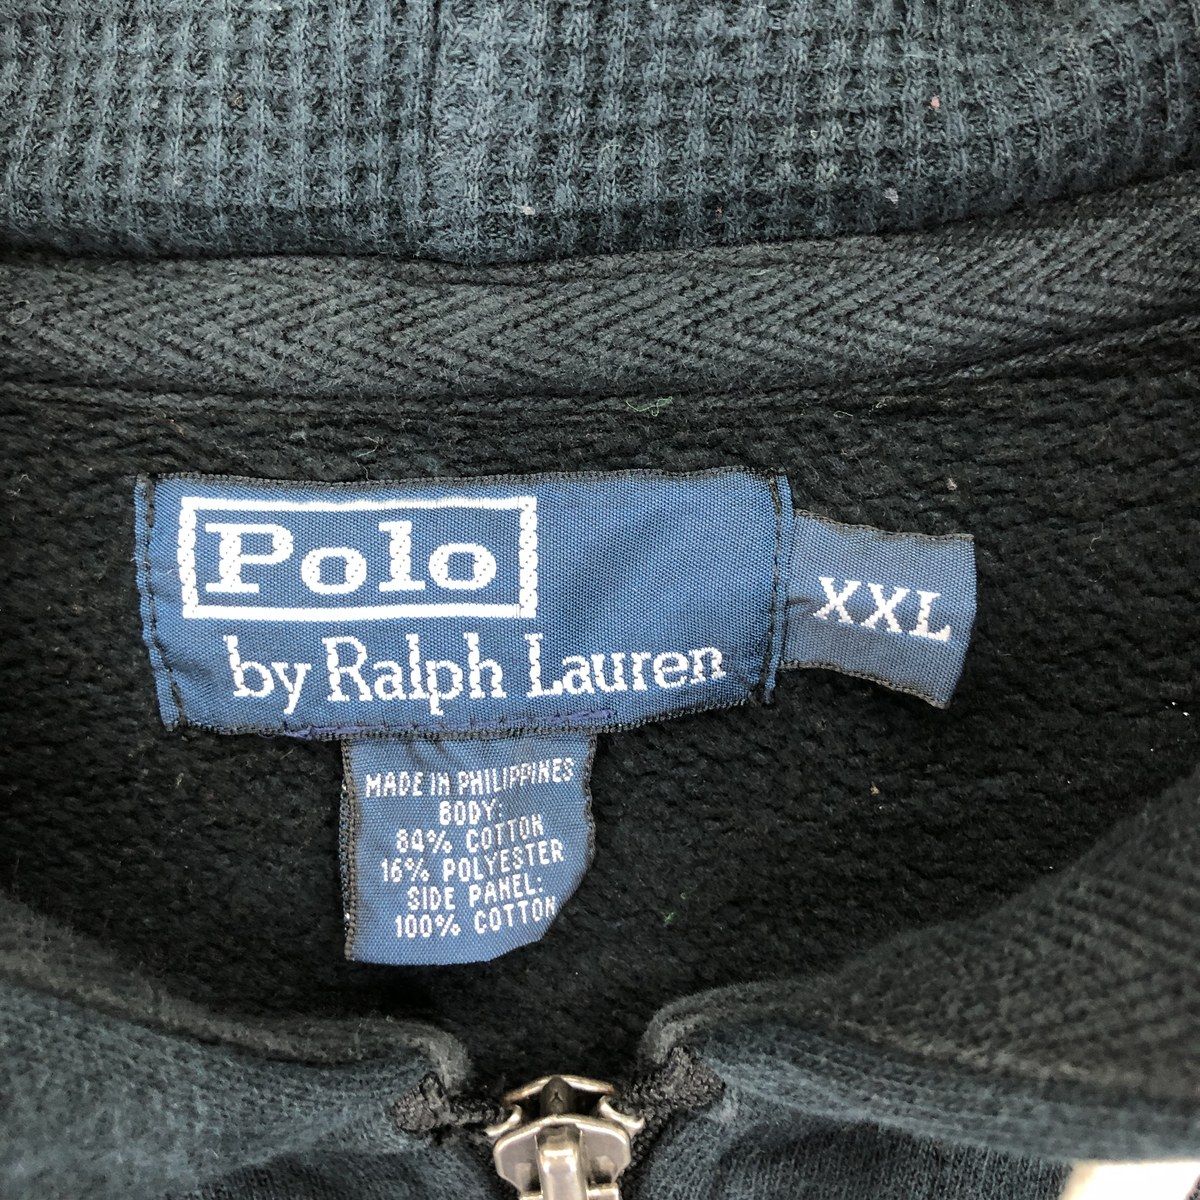 Polo
by Ralph Lauren
XXL
MADE IN PHILIPPINES
BODY:
84% COTTON
16% POLYESTER
SIDE PANEL:
100% COTTON